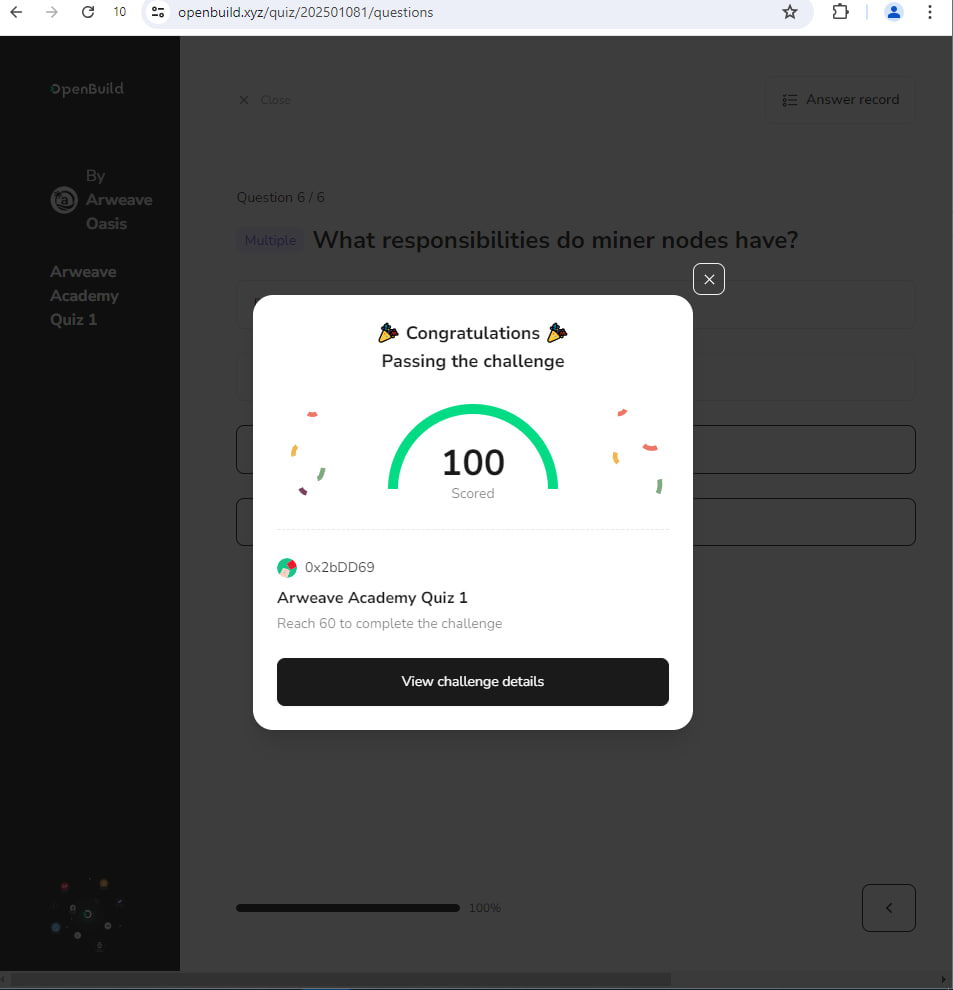 10
openbuild.xyz/quiz/202501081/questions
OpenBuild
Close
Answer record
By
Arweave
Oasis
Arweave
Academy
Quiz 1
Question 6 / 6
Multiple
What responsibilities do miner nodes have?
Congratulations
Passing the challenge
100
Scored
0x2bDD69
Arweave Academy Quiz 1
Reach 60 to complete the challenge
View challenge details
100%